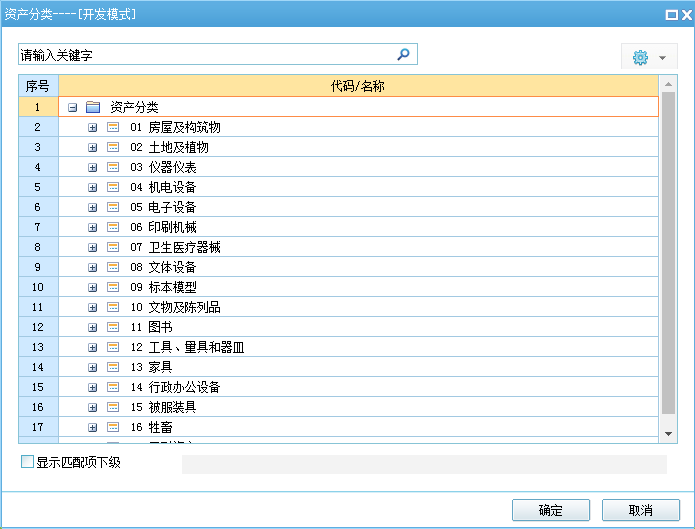 资产分类----[开发模式]
请输入关键字
序号 代码/名称
1 资产分类
2 01 房屋及构筑物
3 02 土地及植物
4 03 仪器仪表
5 04 机电设备
6 05 电子设备
7 06 印刷机械
8 07 卫生医疗器械
9 08 文体设备
10 09 标本模型
11 10 文物及陈列品
12 11 图书
13 12 工具、量具和器皿
14 13 家具
15 14 行政办公设备
16 15 被服装具
17 16 牲畜
显示匹配项下级
确定 取消